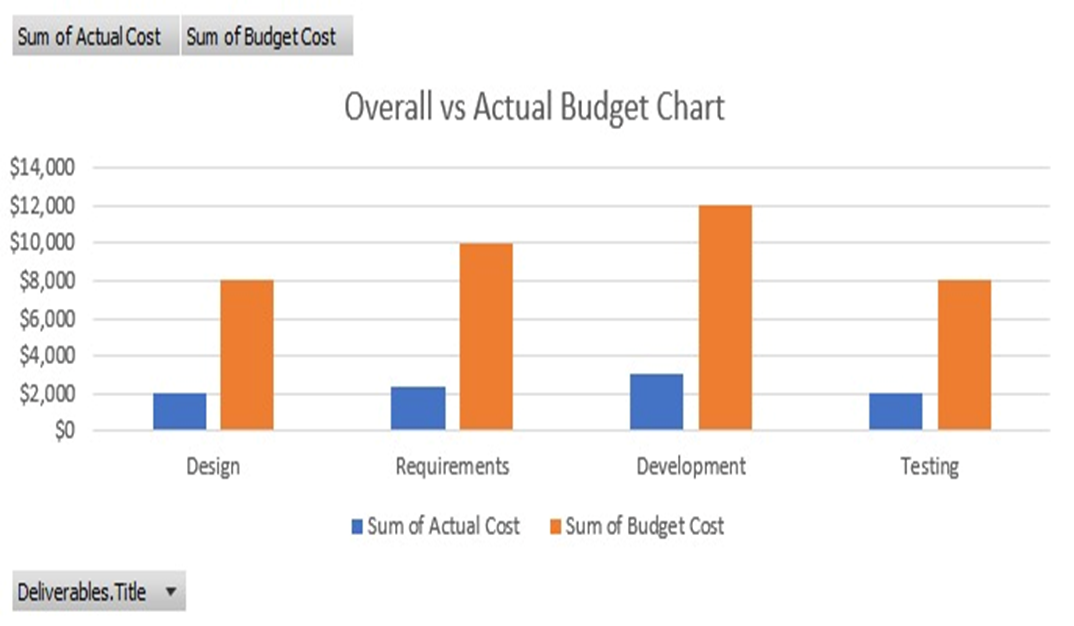 Sum of Actual Cost Sum of Budget Cost
Overall vs Actual Budget Chart
$14,000
$12,000
$10,000
$8,000
$6,000
$4,000
$2,000
$0
Design Requirements Development Testing
Sum of Actual Cost Sum of Budget Cost
Deliverables.Title